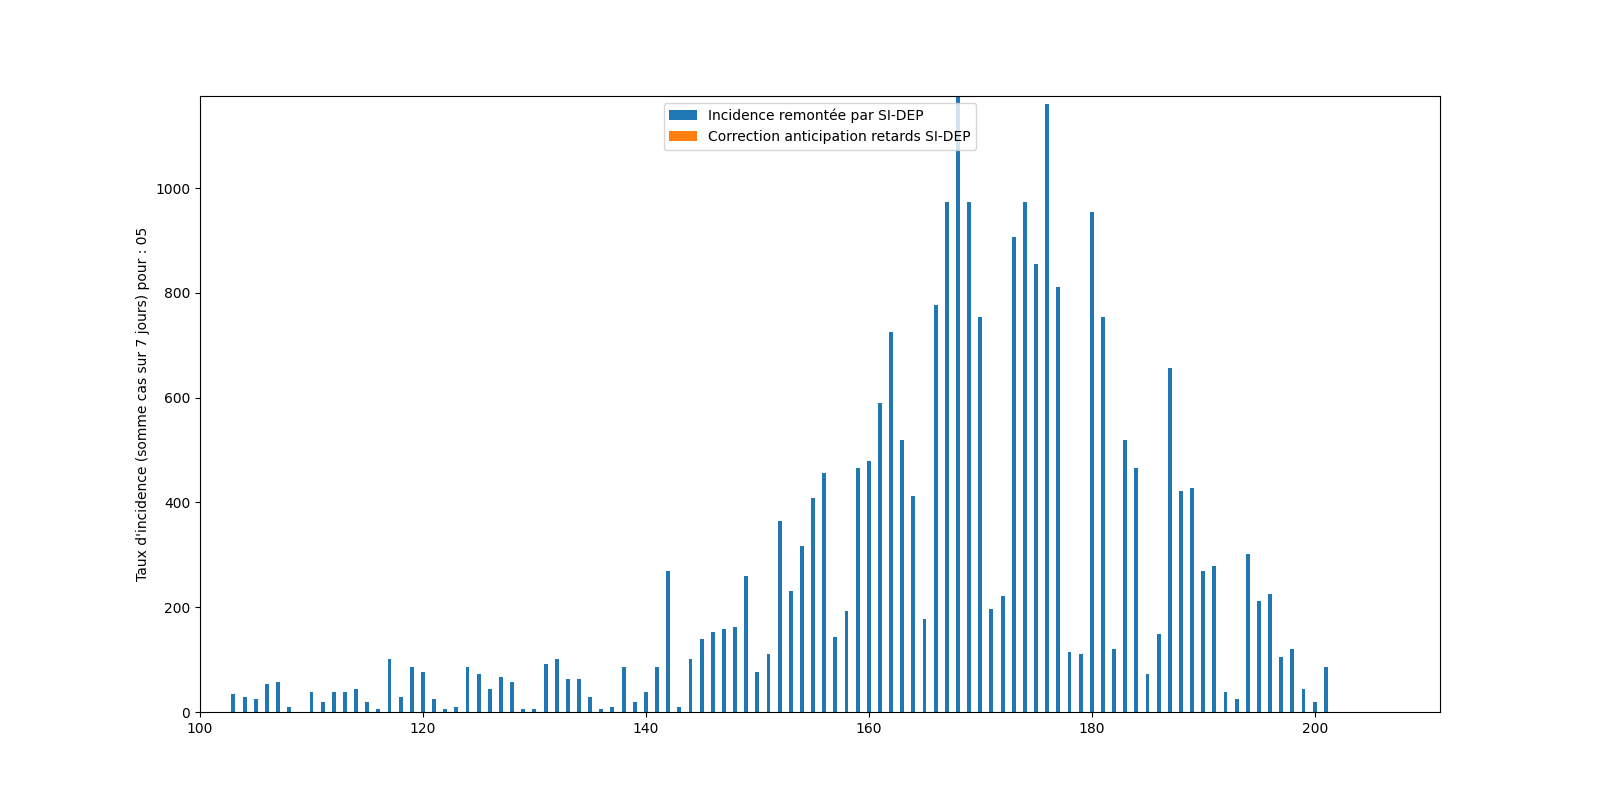 Incidence remontée par SI-DEP
Correction anticipation retards SI-DEP
Taux d'incidence (somme cas sur 7 jours) pour : 05
1000
800
600
400
200
0
100 120 140 160 180 200